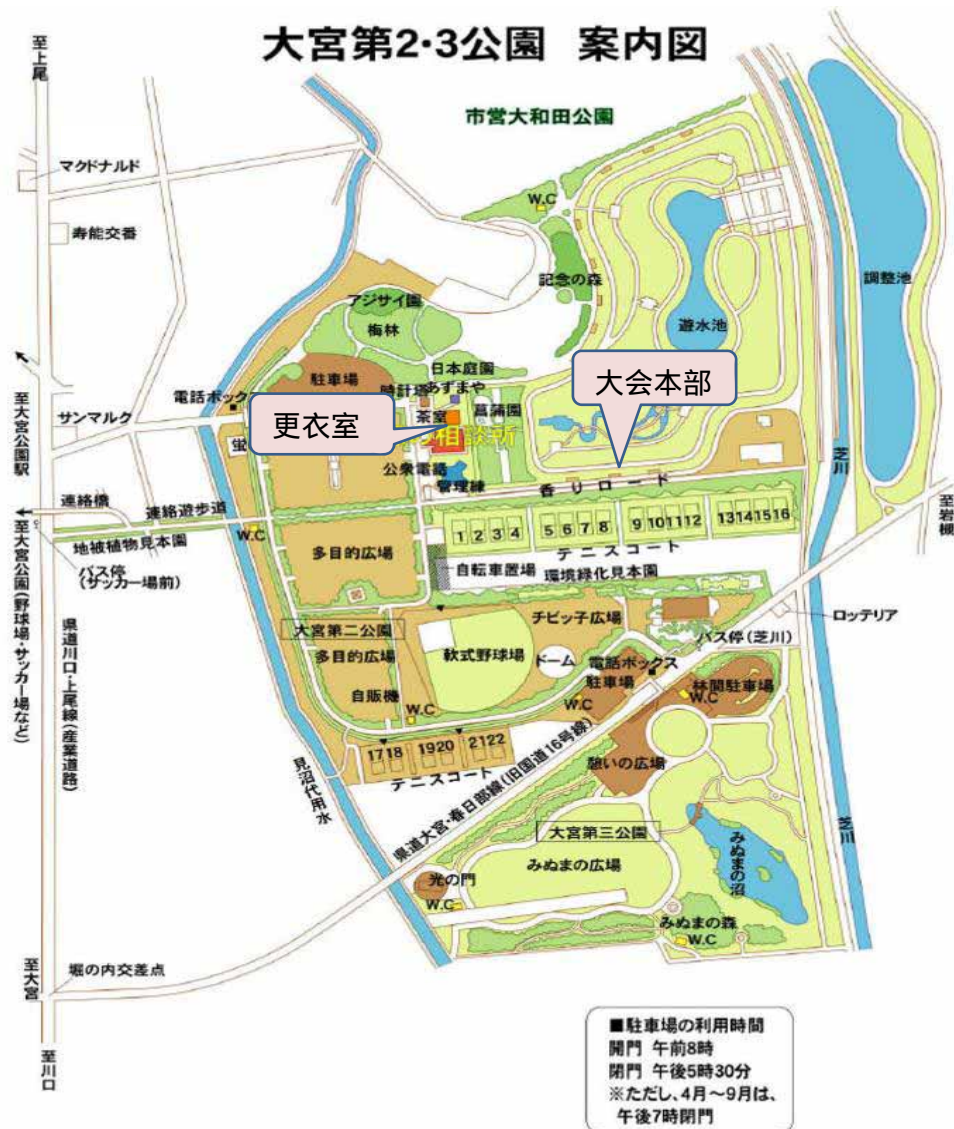 大宮第2・3公園 案内図
市営大和田公園
至上尾
マクドナルド
寿能交番
W.C
記念の森
調整池
遊水池
アジサイ園
梅林
日本庭園
駐車場
時計塔
あずまや
大会本部
電話ボック
茶室
菖蒲園
更衣室
相談所
サンマルク
至大宮公園駅
蛍
公衆電話
管理棟
香りロード
芝川
至岩槻
連絡橋
連絡遊歩道
地被植物見本園
W.C
バス停
(サッカー場前)
至大宮公園(野球場・サッカー場など)
県道川口・上尾線(産業道路)
多目的広場
1 2 3 4
5 6 7 8
9 10 11 12
13 14 15 16
テニスコート
自転車置場
環境緑化見本園
ロッテリア
チビッ子広場
バス停(芝川)
大宮第二公園
多目的広場
軟式野球場
ドーム
電話ボックス
駐車場
林間駐車場
自販機
W.C
W.C
W.C
17 18
19 20
21 22
テニスコート
憩いの広場
見沼代用水
県道大宮・春日部線(旧国道16号線)
大宮第三公園
みぬまの広場
みぬまの沼
芝川
光の門
W.C
みぬまの森
W.C
至大宮
堀の内交差点
至川口
■駐車場の利用時間
開門 午前8時
閉門 午後5時30分
※ただし、4月～9月は、
午後7時閉門